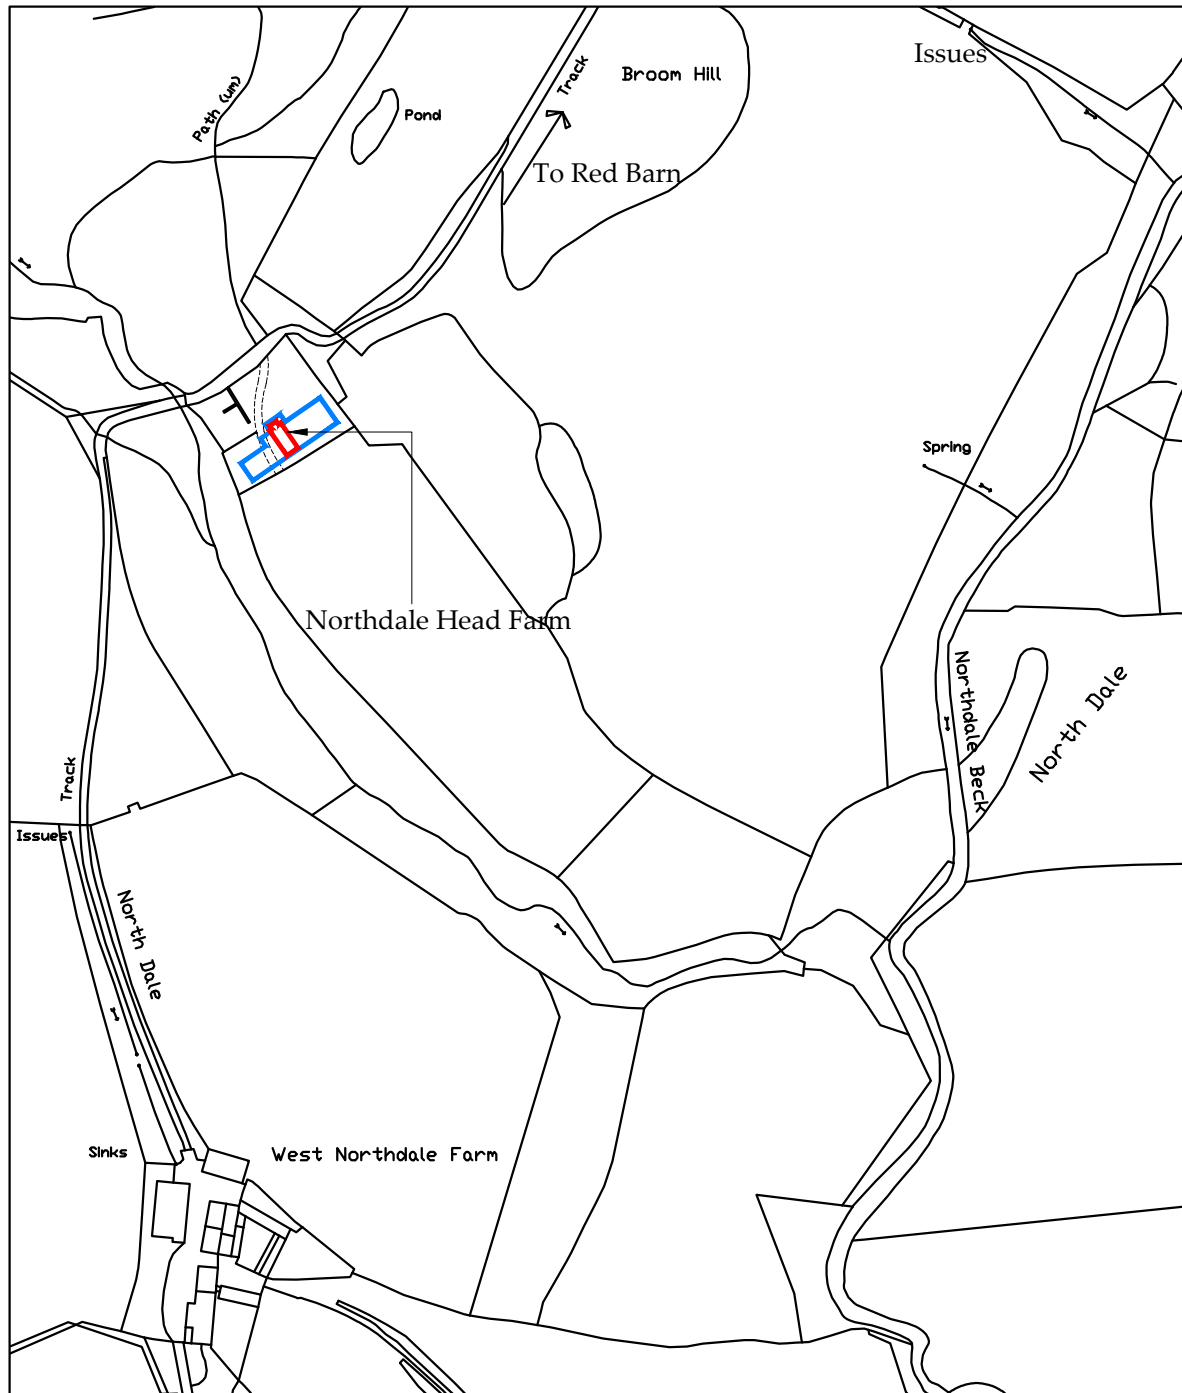 Issues
Broom Hill
Track
Path (um)
Pond
To Red Barn
Spring
Northdale Head Farm
Northdale Beck
North Dale
Track
Issues
North Dale
Sinks
West Northdale Farm